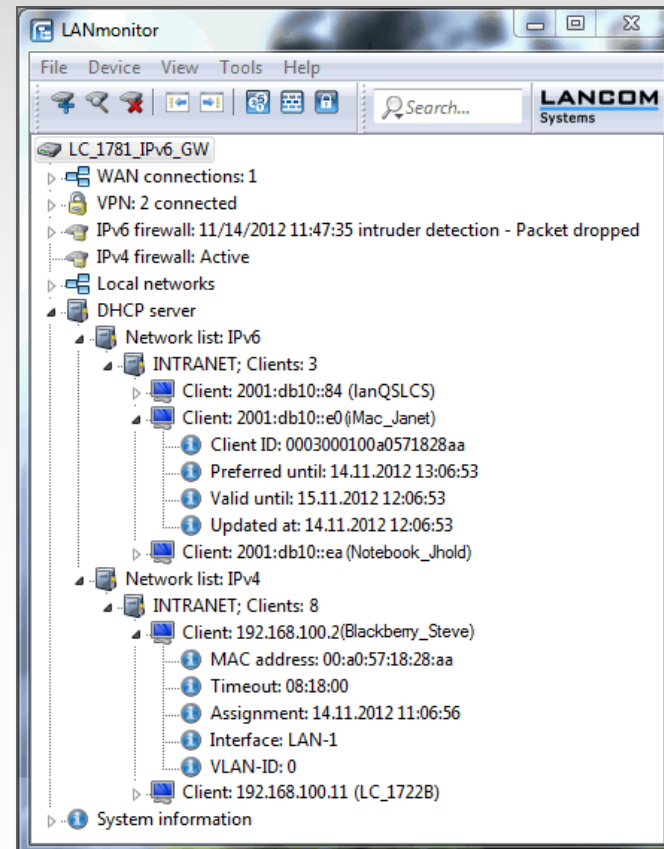 LANmonitor
File Device View Tools Help
Search...
LANCOM
Systems
LC_1781_IPv6_GW
WAN connections: 1
VPN: 2 connected
IPv6 firewall: 11/14/2012 11:47:35 intruder detection - Packet dropped
IPv4 firewall: Active
Local networks
DHCP server
Network list: IPv6
INTRANET; Clients: 3
Client: 2001:db10::84 (lanQSLCS)
Client: 2001:db10::e0 (iMac_Janet)
Client ID: 0003000100a0571828aa
Preferred until: 14.11.2012 13:06:53
Valid until: 15.11.2012 12:06:53
Updated at: 14.11.2012 12:06:53
Client: 2001:db10::ea (Notebook_Jhold)
Network list: IPv4
INTRANET; Clients: 8
Client: 192.168.100.2(Blackberry_Steve)
MAC address: 00:a0:57:18:28:aa
Timeout: 08:18:00
Assignment: 14.11.2012 11:06:56
Interface: LAN-1
VLAN-ID: 0
Client: 192.168.100.11 (LC_1722B)
System information